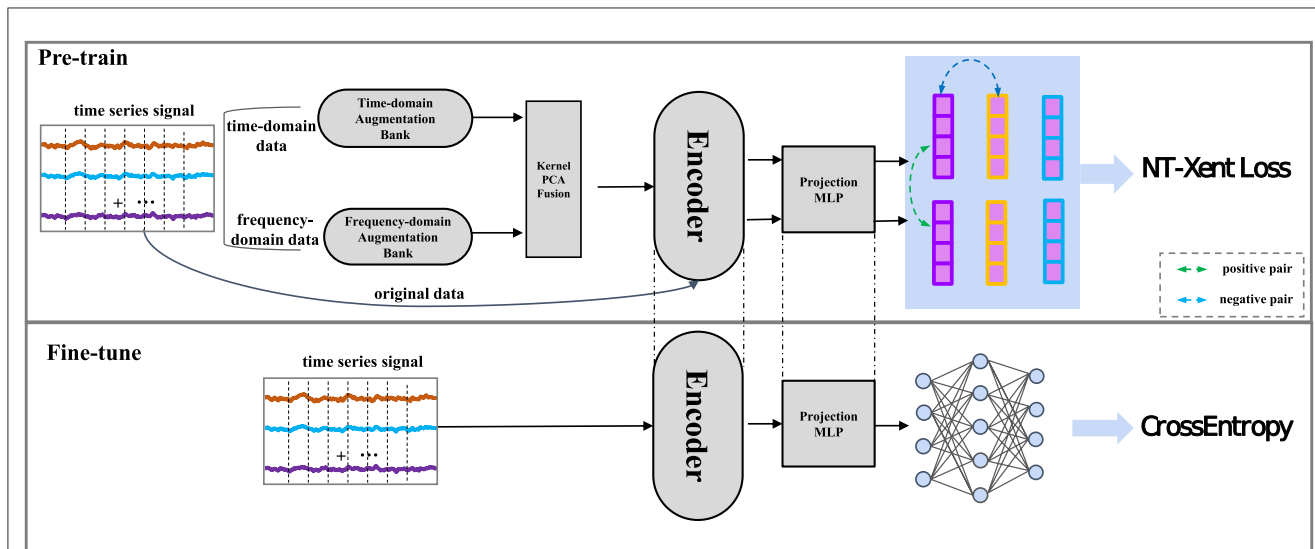 Pre-train
time series signal
+ ...
time-domain
data
frequency-
domain data
Time-domain
Augmentation
Bank
Frequency-domain
Augmentation
Bank
original data
Kernel
PCA
Fusion
Encoder
Projection
MLP
NT-Xent Loss
positive pair
negative pair
Fine-tune
time series signal
+ ...
Encoder
Projection
MLP
CrossEntropy